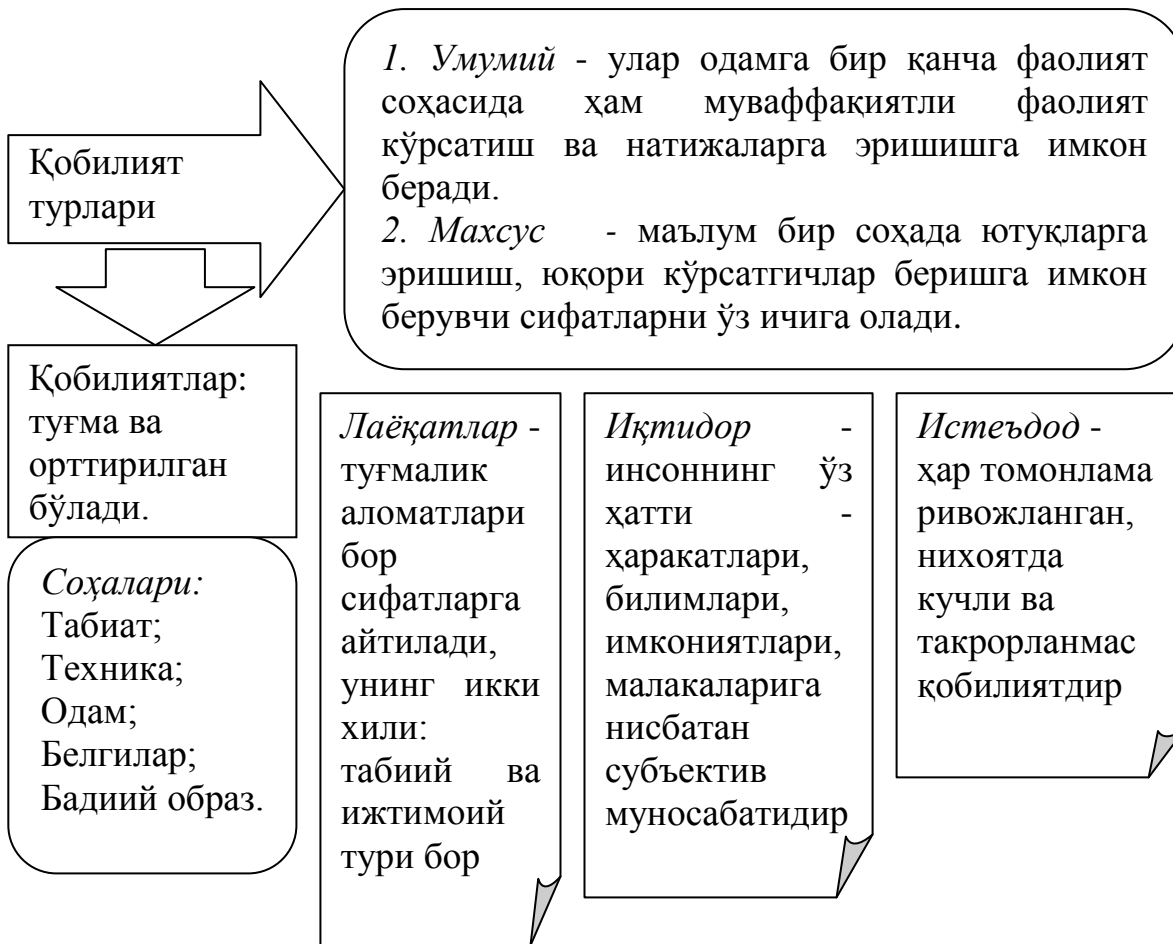 Қобилият
турлари
1. Умумий - улар одамга бир қанча фаолият
соҳасида ҳам муваффақиятли фаолият
кўрсатиш ва натижаларга эришишга имкон
беради.
2. Махсус - маълум бир соҳада ютуқларга
эришиш, юқори кўрсатгичлар беришга имкон
берувчи сифатларни ўз ичига олади.
Қобилиятлар:
туғма ва
орттирилган
бўлади.
Соҳалари:
Табиат;
Техника;
Одам;
Белгилар;
Бадиий образ.
Лаёқатлар -
туғмалик
аломатлари
бор
сифатларга
айтилади,
унинг икки
хили:
табиий ва
ижтимоий
тури бор
Иқтидор -
инсоннинг ўз
ҳатти -
ҳаракатлари,
билимлари,
имкониятлари,
малакаларига
нисбатан
субъектив
муносабатидир
Истеъдод -
ҳар томонлама
ривожланган,
нихоятда
кучли ва
такрорланмас
қобилиятдир